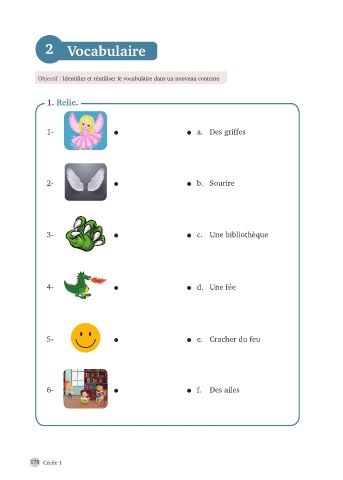 2 Vocabulaire
Objectif : Identifier et réutiliser le vocabulaire dans un nouveau contexte
1. Relie.
1- a. Des griffes
2- b. Sourire
3- c. Une bibliothèque
4- d. Une fée
5- e. Cracher du feu
6- f. Des ailes
178 Cécile 1